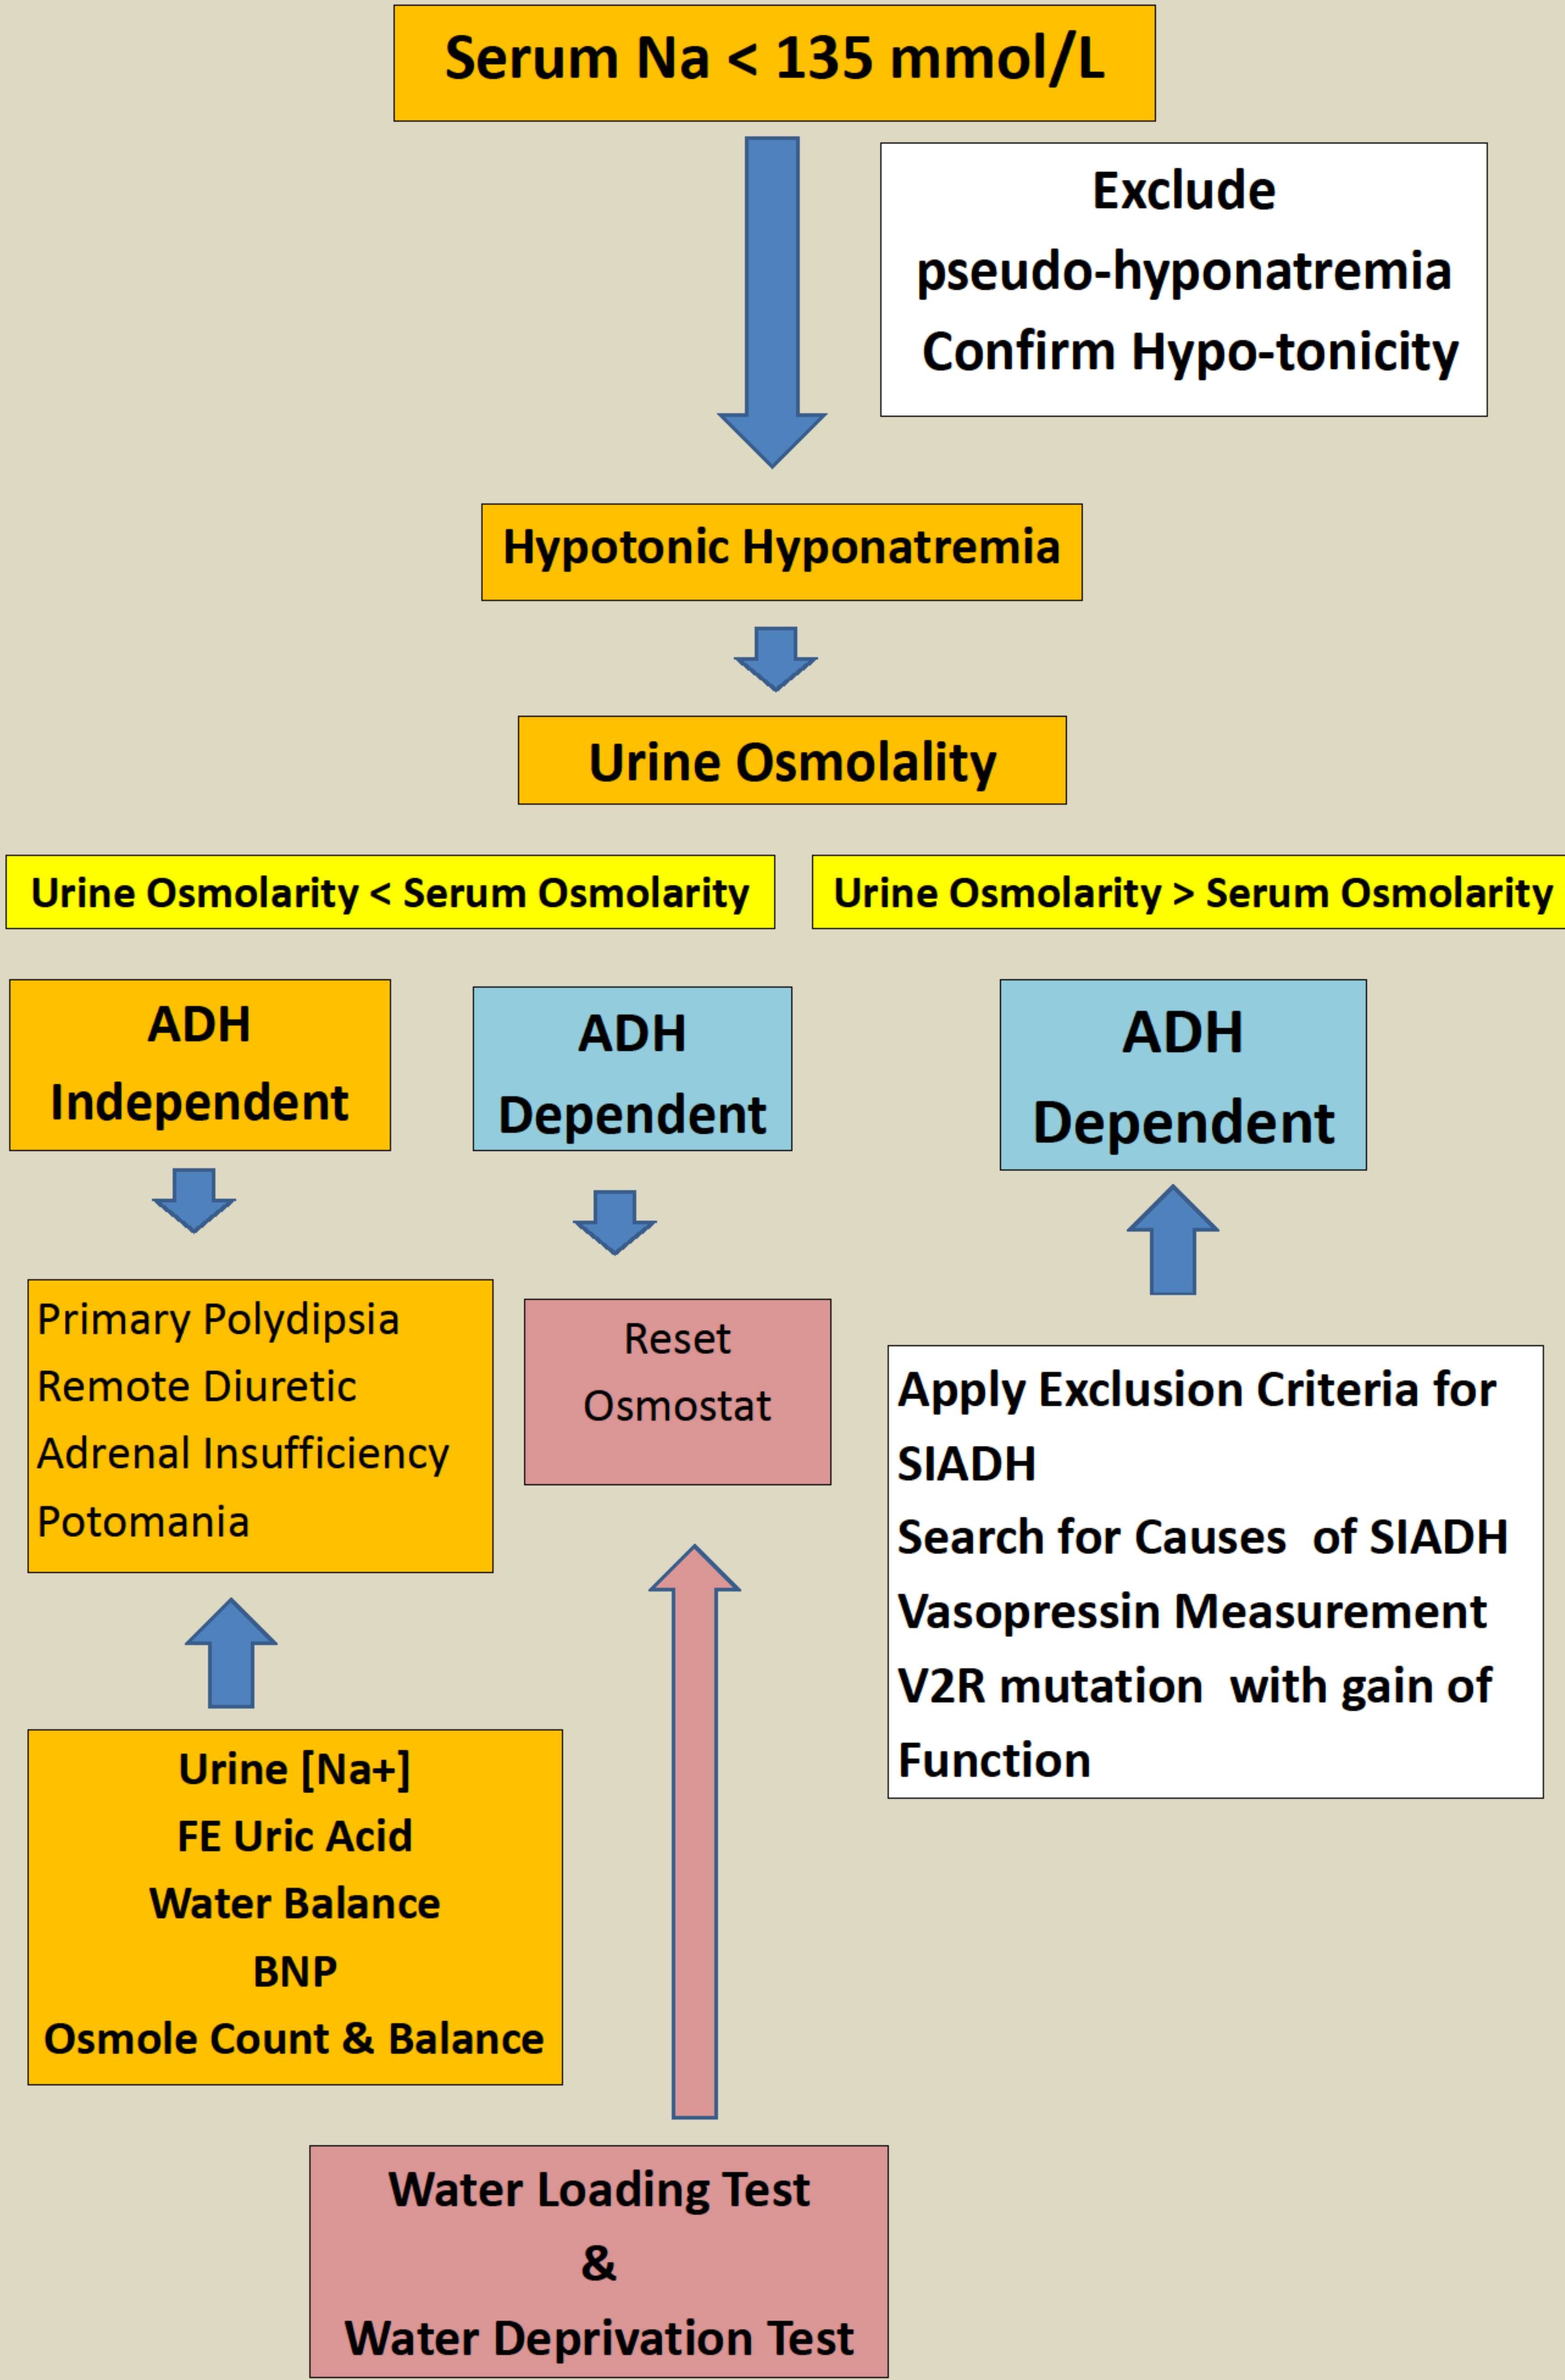 Serum Na < 135 mmol/L
Exclude
pseudo-hyponatremia
Confirm Hypo-tonicity
Hypotonic Hyponatremia
Urine Osmolality
Urine Osmolarity < Serum Osmolarity
Urine Osmolarity > Serum Osmolarity
ADH
Independent
ADH
Dependent
ADH
Dependent
Primary Polydipsia
Remote Diuretic
Adrenal Insufficiency
Potomania
Reset
Osmostat
Apply Exclusion Criteria for
SIADH
Search for Causes of SIADH
Vasopressin Measurement
V2R mutation with gain of
Function
Urine [Na+]
FE Uric Acid
Water Balance
BNP
Osmole Count & Balance
Water Loading Test
&
Water Deprivation Test